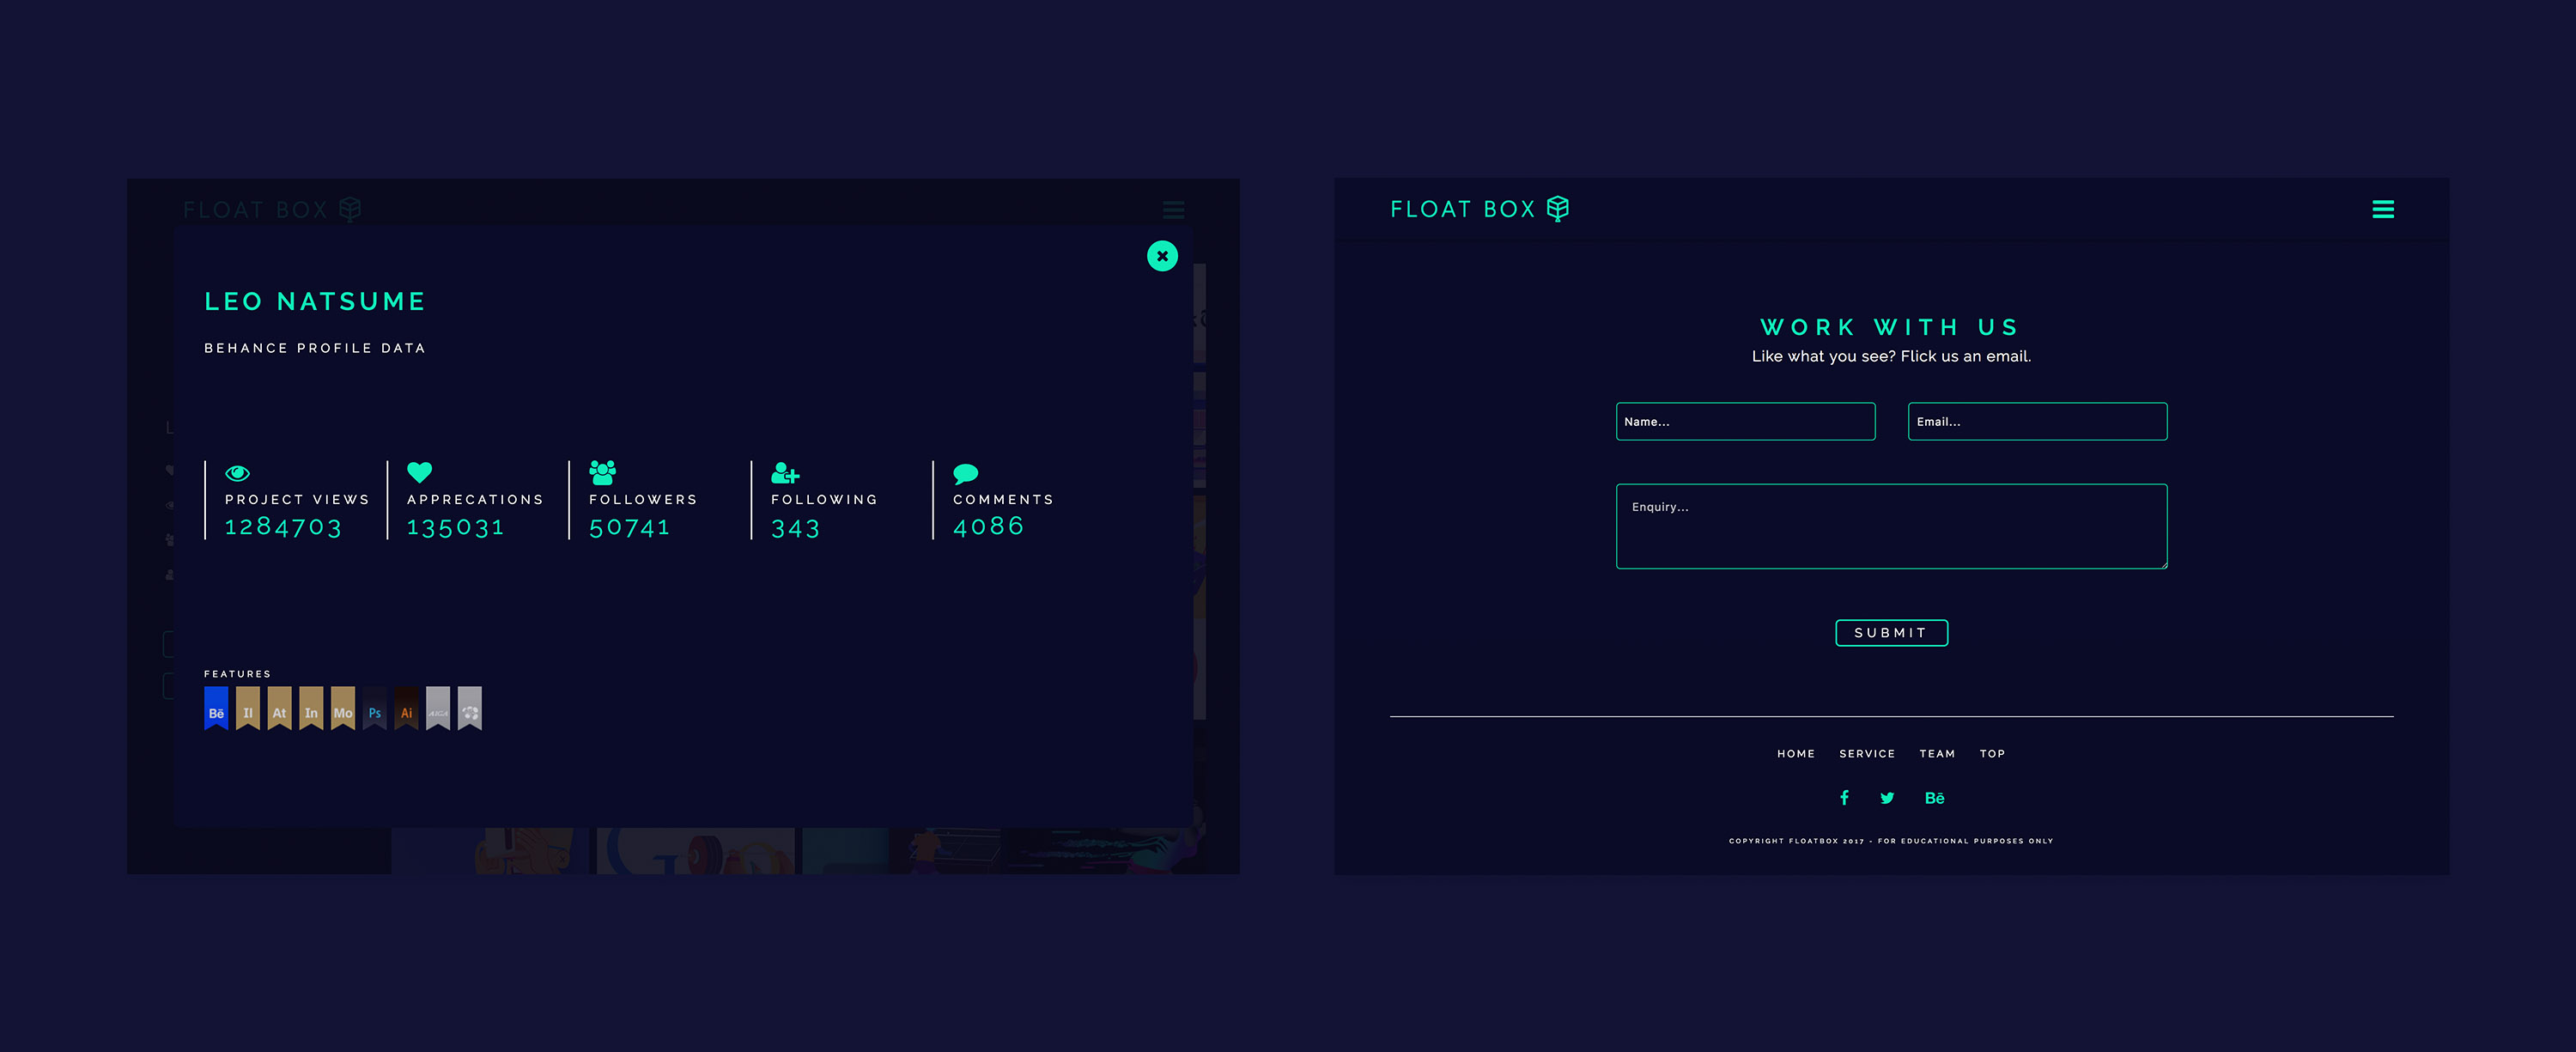 FLOAT BOX
LEO NATSUME
BEHANCE PROFILE DATA
PROJECT VIEWS
1284703
APPRECATIONS
135031
FOLLOWERS
50741
FOLLOWING
343
COMMENTS
4086
FEATURES
Bē Il At In Mo Ps Ai
FLOAT BOX
WORK WITH US
Like what you see? Flick us an email.
Name... Email...
Enquiry...
SUBMIT
HOME SERVICE TEAM TOP
Bē
COPYRIGHT FLOATBOX 2017 - FOR EDUCATIONAL PURPOSES ONLY